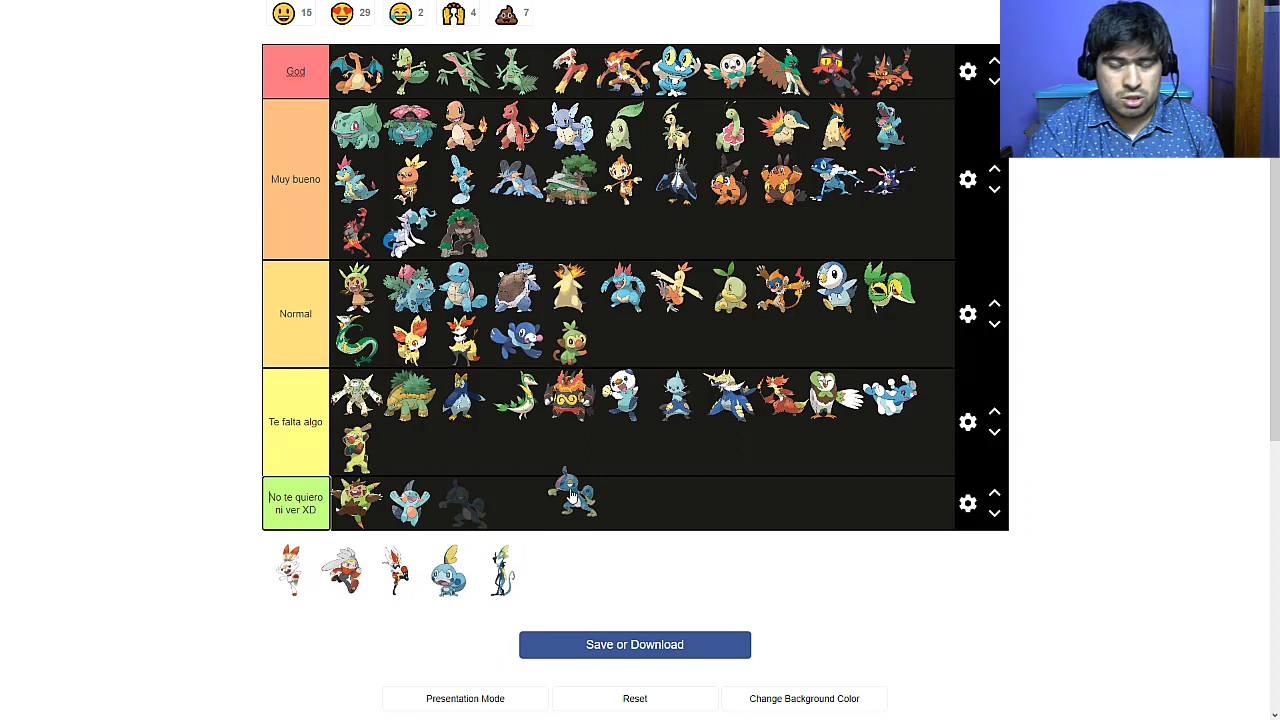 15 29 2 4 7
God
Muy bueno
Normal
Te falta algo
No te quiero
ni ver XD
Save or Download
Presentation Mode Reset Change Background Color